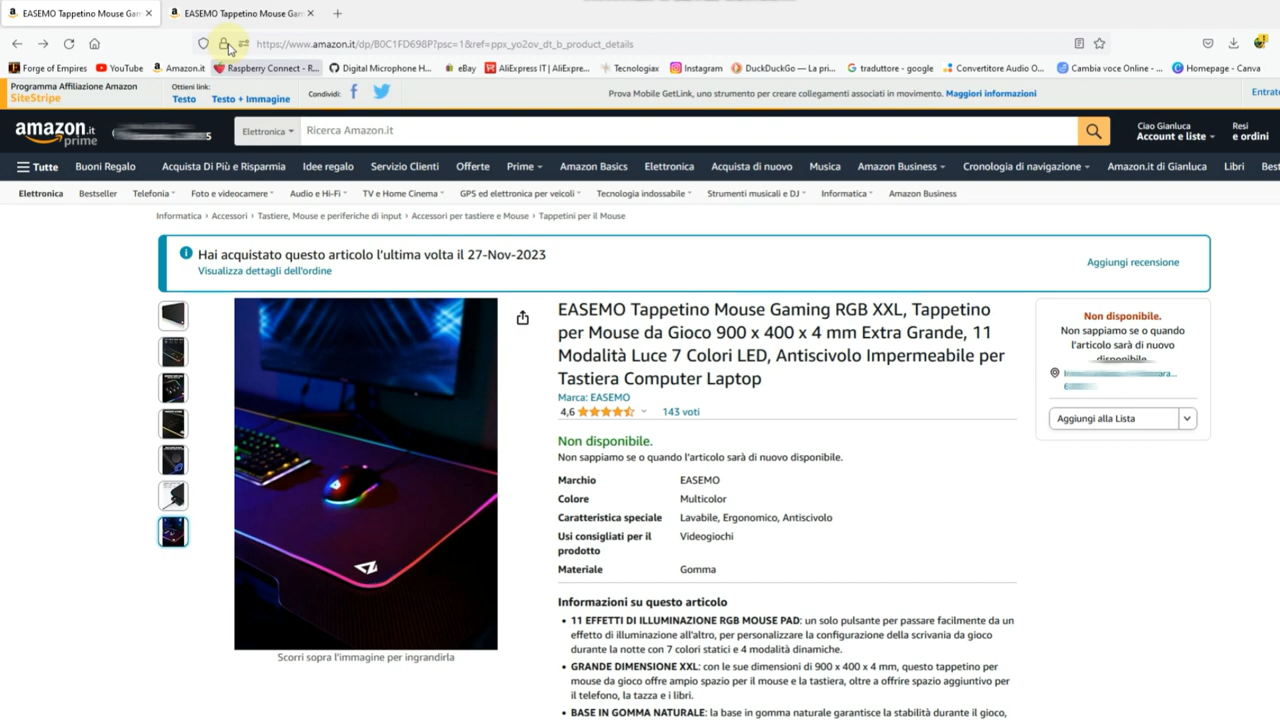 EASEMO Tappetino Mouse Gam
EASEMO Tappetino Mouse Gam
https://www.amazon.it/dp/B0C1FD698P?psc=1&ref=ppx_yo2ov_dt_b_product_details
Forge of Empires YouTube Amazon.it Raspberry Connect - R... Digital Microphone H... eBay AliExpress IT | AliExpre... Tecnologiax Instagram DuckDuckGo — La pri... traduttore - google Convertitore Audio O... Cambia voce Online - ... Homepage - Canva
Programma Affiliazione Amazon
SiteStripe
Ottieni link:
Testo Testo + Immagine
Condividi:
Prova Mobile GetLink, uno strumento per creare collegamenti associati in movimento. Maggiori informazioni
Entrate
amazon.it
prime
5
Elettronica
Ricerca Amazon.it
Ciao Gianluca
Account e liste
Resi
e ordini
Tutte Buoni Regalo Acquista Di Più e Risparmia Idee regalo Servizio Clienti Offerte Prime Amazon Basics Elettronica Acquista di nuovo Musica Amazon Business Cronologia di navigazione Amazon.it di Gianluca Libri Bests
Elettronica Bestseller Telefonia Foto e videocamere Audio e Hi-Fi TV e Home Cinema GPS ed elettronica per veicoli Tecnologia indossabile Strumenti musicali e DJ Informatica Amazon Business
Informatica › Accessori › Tastiere, Mouse e periferiche di input › Accessori per tastiere e Mouse › Tappetini per il Mouse
Hai acquistato questo articolo l'ultima volta il 27-Nov-2023
Visualizza dettagli dell'ordine
Aggiungi recensione
EASEMO Tappetino Mouse Gaming RGB XXL, Tappetino
per Mouse da Gioco 900 x 400 x 4 mm Extra Grande, 11
Modalità Luce 7 Colori LED, Antiscivolo Impermeabile per
Tastiera Computer Laptop
Marca: EASEMO
4,6 143 voti
Non disponibile.
Non sappiamo se o quando l'articolo sarà di nuovo disponibile.
Marchio EASEMO
Colore Multicolor
Caratteristica speciale Lavabile, Ergonomico, Antiscivolo
Usi consigliati per il prodotto Videogiochi
Materiale Gomma
Informazioni su questo articolo
• 11 EFFETTI DI ILLUMINAZIONE RGB MOUSE PAD: un solo pulsante per passare facilmente da un
effetto di illuminazione all'altro, per personalizzare la configurazione della scrivania da gioco
durante la notte con 7 colori statici e 4 modalità dinamiche.
• GRANDE DIMENSIONE XXL: con le sue dimensioni di 900 x 400 x 4 mm, questo tappetino per
mouse da gioco offre ampio spazio per il mouse e la tastiera, oltre a offrire spazio aggiuntivo per
il telefono, la tazza e i libri.
• BASE IN GOMMA NATURALE: la base in gomma naturale garantisce la stabilità durante il gioco,
Scorri sopra l'immagine per ingrandirla
Non disponibile.
Non sappiamo se o quando
l'articolo sarà di nuovo
disponibile.
Aggiungi alla Lista